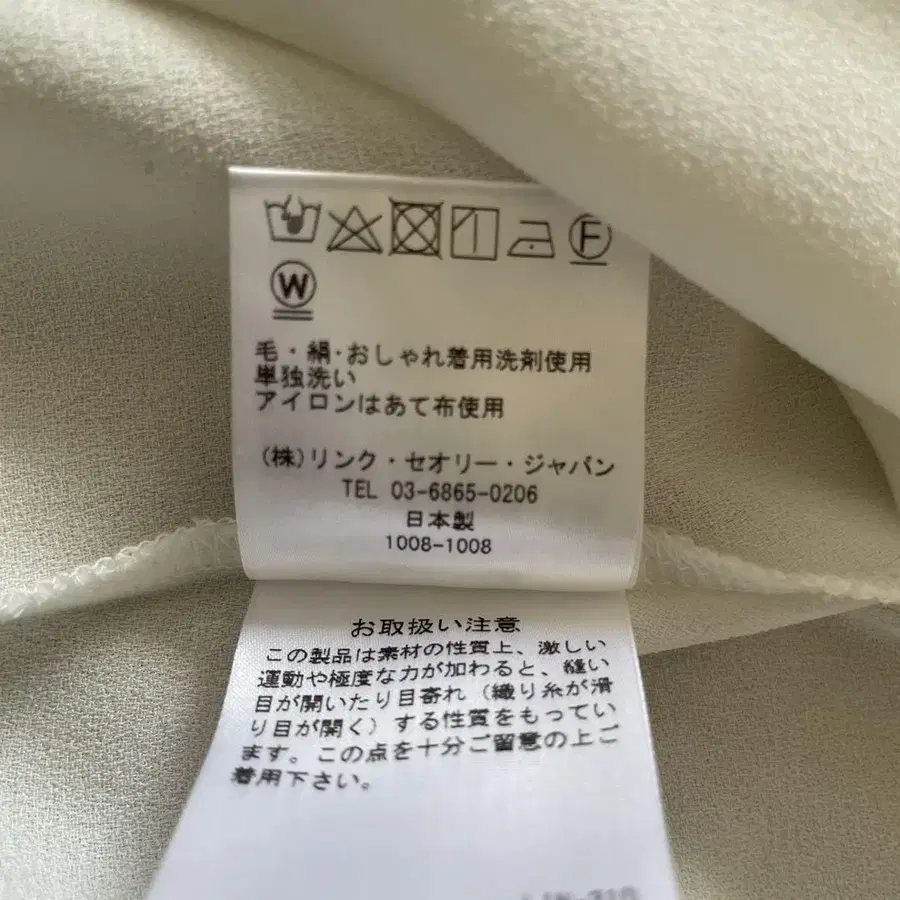 F
W
毛・絹・おしゃれ着用洗剤使用
単独洗い
アイロンはあて布使用
(株)リンク・セオリー・ジャパン
TEL 03-6865-0206
日本製
1008-1008
お取扱い注意
この製品は素材の性質上、激しい
運動や極度な力が加わると、縫い
目が開いたり目寄れ（織り糸が滑
り目が開く）する性質をもってい
ます。この点を十分ご留意の上ご
着用下さい。